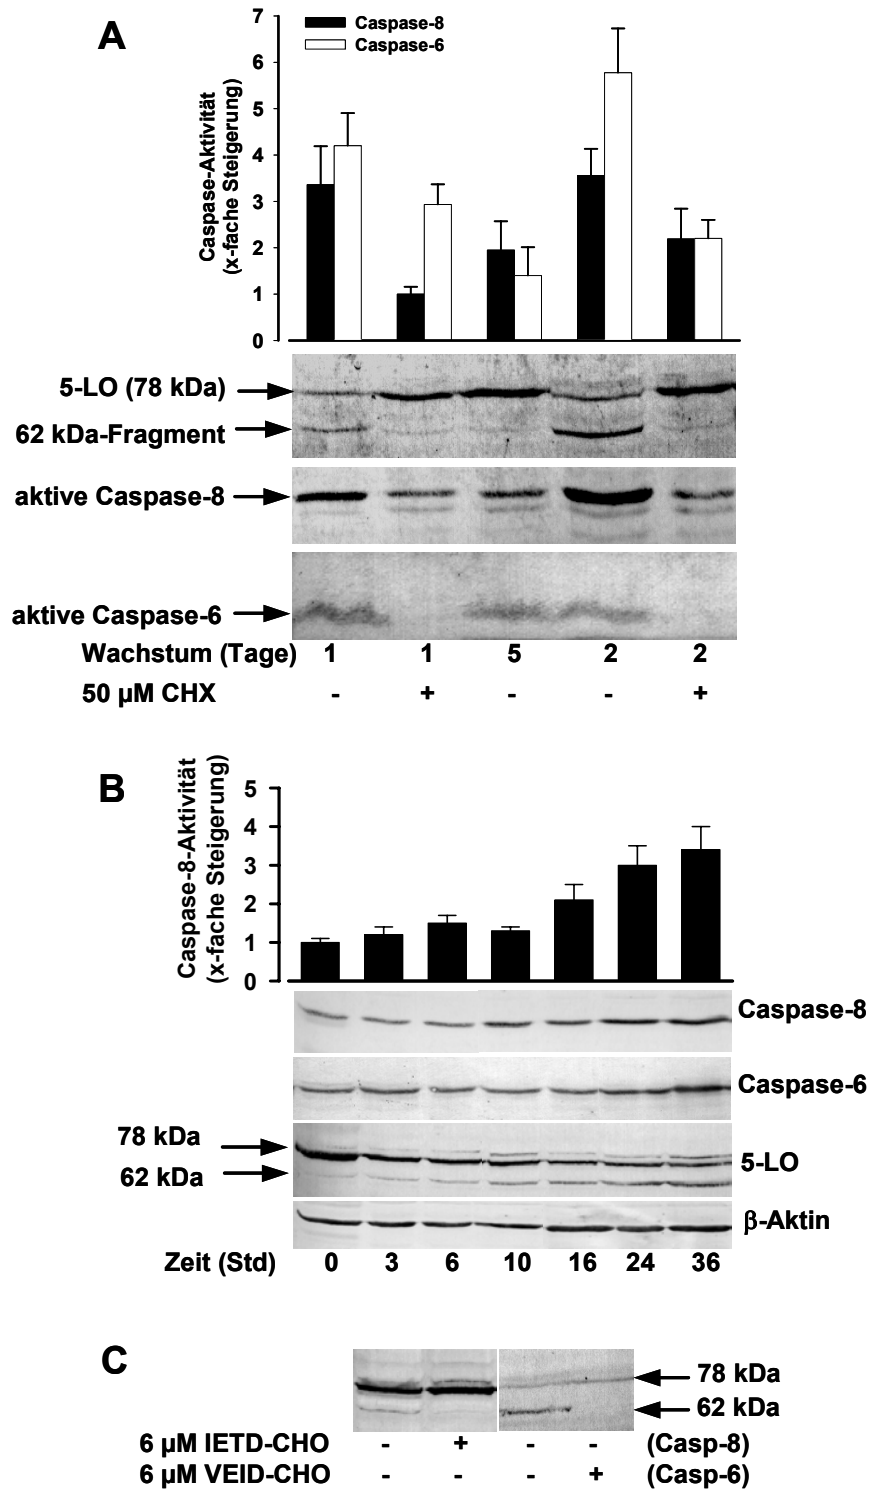 A
7
6
5
4
3
2
1
0
Caspase-Aktivität
(x-fache Steigerung)
Caspase-8
Caspase-6
5-LO (78 kDa)
62 kDa-Fragment
aktive Caspase-8
aktive Caspase-6
Wachstum (Tage) 1 1 5 2 2
50 µM CHX - + - - +
B
5
4
3
2
1
0
Caspase-8-Aktivität
(x-fache Steigerung)
Caspase-8
Caspase-6
78 kDa
62 kDa
5-LO
β-Aktin
Zeit (Std) 0 3 6 10 16 24 36
C
78 kDa
62 kDa
6 µM IETD-CHO - + - - (Casp-8)
6 µM VEID-CHO - - - + (Casp-6)